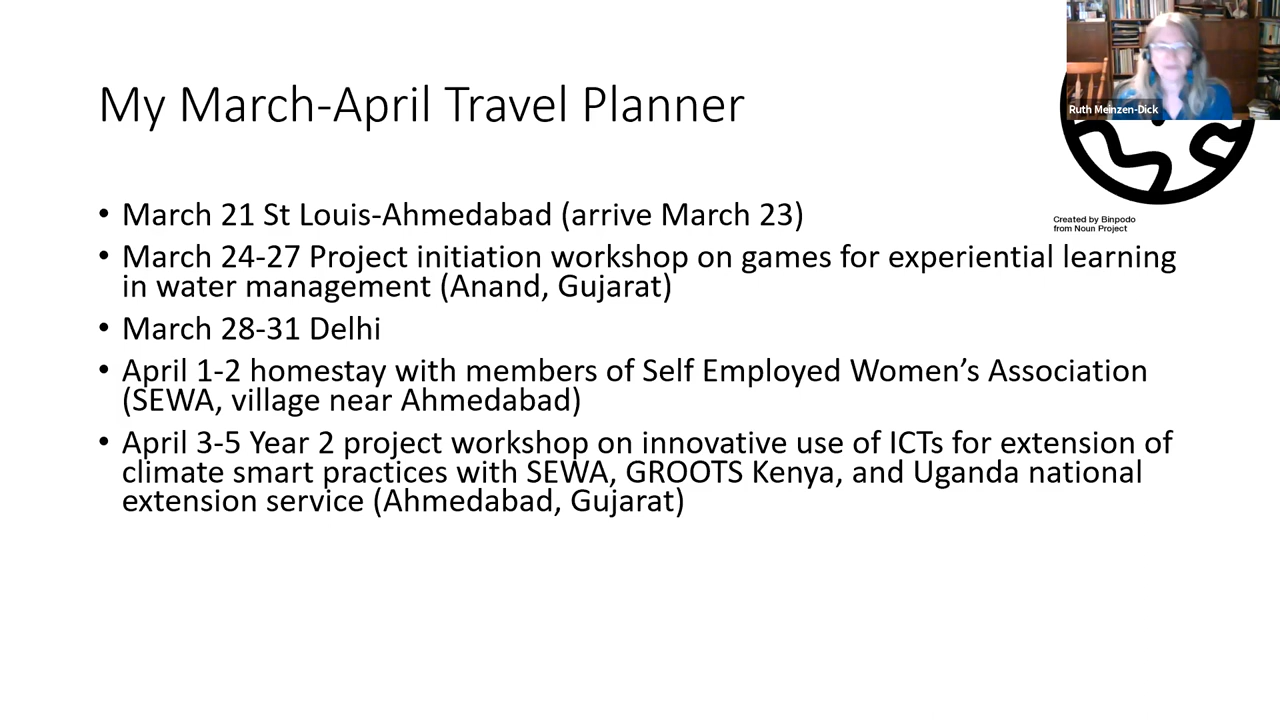 My March-April Travel Planner
Ruth Meinzen-Dick
Created by Binpodo
from Noun Project
• March 21 St Louis-Ahmedabad (arrive March 23)
• March 24-27 Project initiation workshop on games for experiential learning
in water management (Anand, Gujarat)
• March 28-31 Delhi
• April 1-2 homestay with members of Self Employed Women’s Association
(SEWA, village near Ahmedabad)
• April 3-5 Year 2 project workshop on innovative use of ICTs for extension of
climate smart practices with SEWA, GROOTS Kenya, and Uganda national
extension service (Ahmedabad, Gujarat)